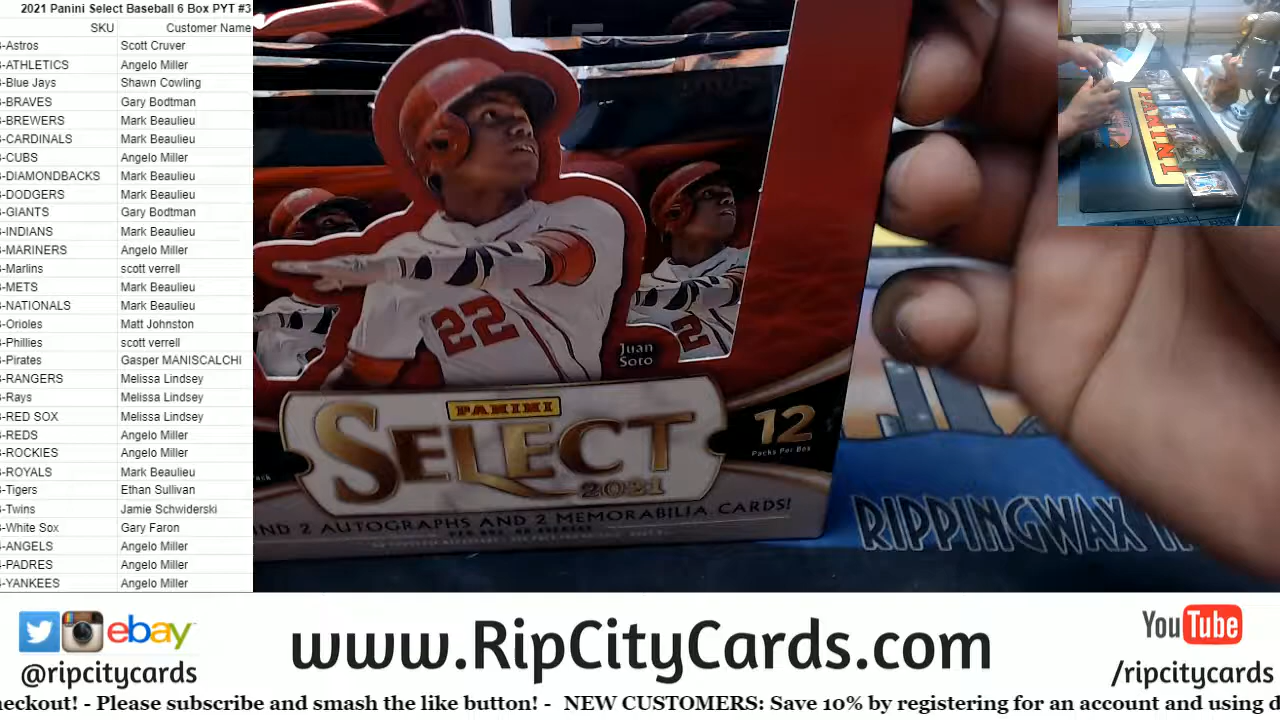 2021 Panini Select Baseball 6 Box PYT #3
SKU Customer Name
-Astros Scott Cruver
-ATHLETICS Angelo Miller
-Blue Jays Shawn Cowling
-BRAVES Gary Bodtman
-BREWERS Mark Beaulieu
-CARDINALS Mark Beaulieu
-CUBS Angelo Miller
-DIAMONDBACKS Mark Beaulieu
-DODGERS Mark Beaulieu
-GIANTS Gary Bodtman
-INDIANS Mark Beaulieu
-MARINERS Angelo Miller
-Marlins scott verrell
-METS Mark Beaulieu
-NATIONALS Mark Beaulieu
-Orioles Matt Johnston
-Phillies scott verrell
-Pirates Gasper MANISCALCHI
-RANGERS Melissa Lindsey
-Rays Melissa Lindsey
-RED SOX Melissa Lindsey
-REDS Angelo Miller
-ROCKIES Angelo Miller
-ROYALS Mark Beaulieu
-Tigers Ethan Sullivan
-Twins Jamie Schwiderski
-White Sox Gary Faron
-ANGELS Angelo Miller
-PADRES Angelo Miller
-YANKEES Angelo Miller
22
2
Juan
Soto
PANINI
SELECT
2021
12
Packs Per Box
2 AUTOGRAPHS AND 2 MEMORABILIA CARDS!
RIPPINGWAX
PANINI
ebay
@ripcitycards
www.RipCityCards.com
YouTube
/ripcitycards
heckout! - Please subscribe and smash the like button! - NEW CUSTOMERS: Save 10% by registering for an account and using